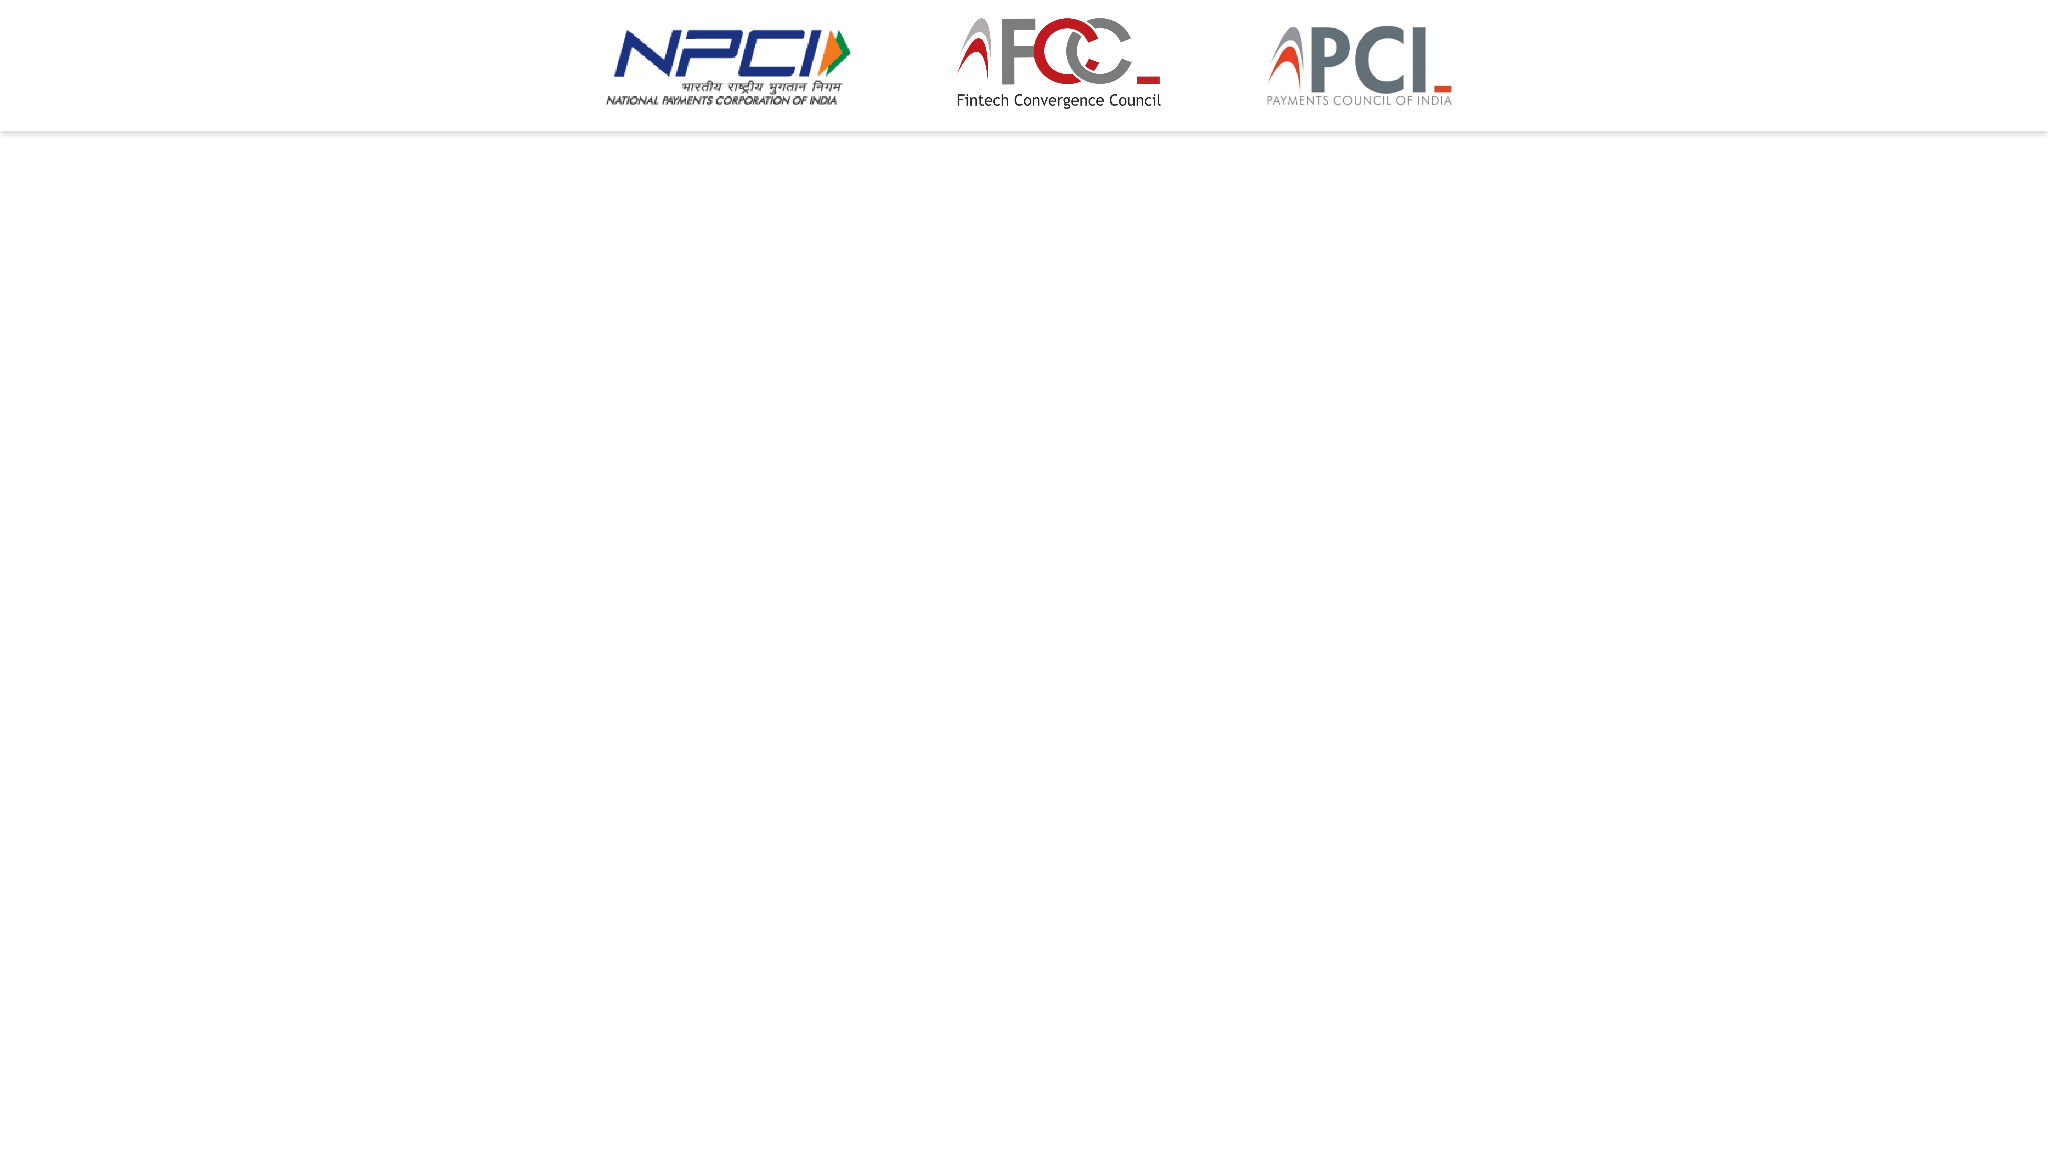 NPCI
भारतीय राष्ट्रीय भुगतान निगम
NATIONAL PAYMENTS CORPORATION OF INDIA
FCC
Fintech Convergence Council
PCI
PAYMENTS COUNCIL OF INDIA